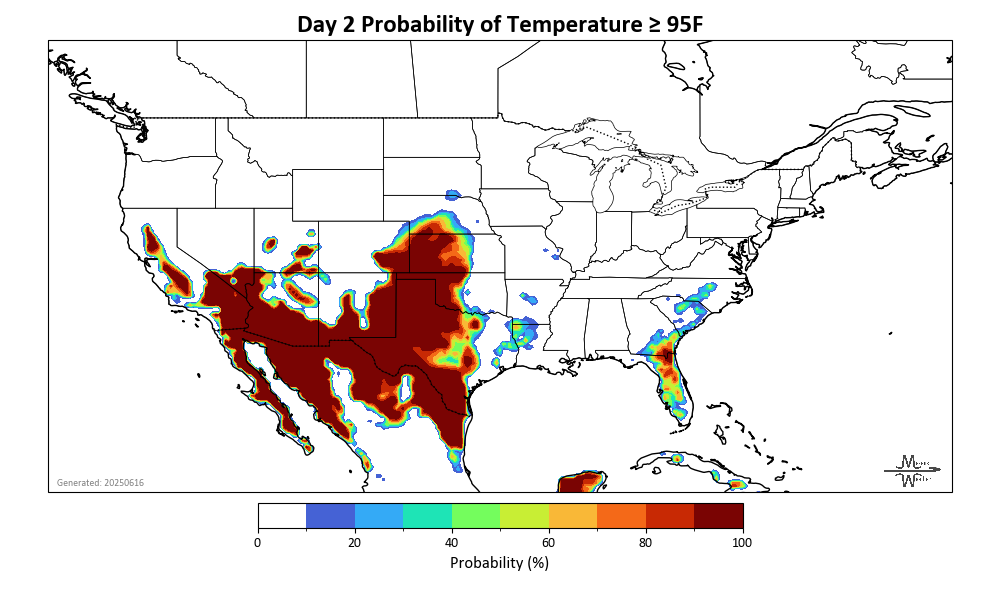 Day 2 Probability of Temperature ≥ 95F
Generated: 20250616
0 20 40 60 80 100
Probability (%)